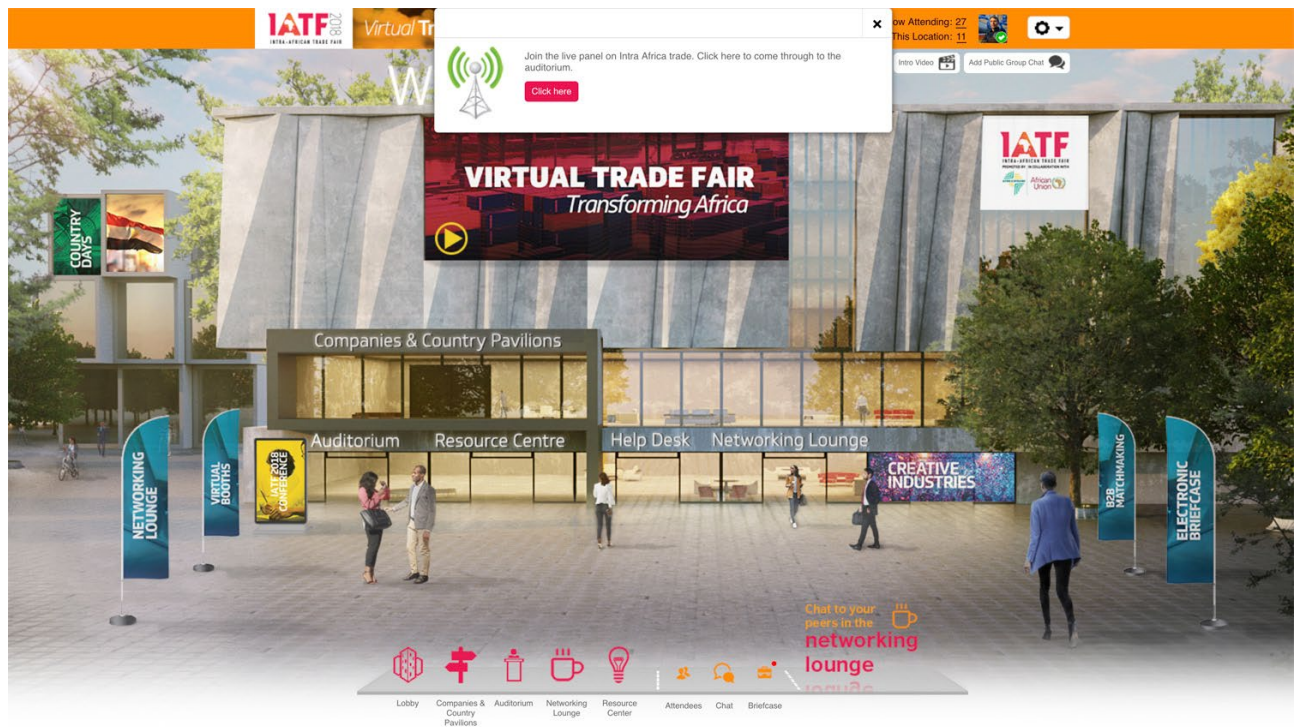 IATF 2018
INTRA-AFRICAN TRADE FAIR
Virtual Tr
Join the live panel on Intra Africa trade. Click here to come through to the
auditorium.
Click here
ow Attending: 27
This Location: 11
Intro Video
Add Public Group Chat
W
VIRTUAL TRADE FAIR
Transforming Africa
IATF
INTRA-AFRICAN TRADE FAIR
African
Union
COUNTRY
DAYS
Companies & Country Pavilions
Auditorium
Resource Centre
Help Desk
Networking Lounge
NETWORKING
LOUNGE
VIRTUAL
BOOTHS
IATF 2018
CONFERENCE
CREATIVE
INDUSTRIES
B2B
MATCHMAKING
ELECTRONIC
BRIEFCASE
Chat to your
peers in the
networking
lounge
Lobby
Companies &
Country
Pavilions
Auditorium
Networking
Lounge
Resource
Center
Attendees
Chat
Briefcase